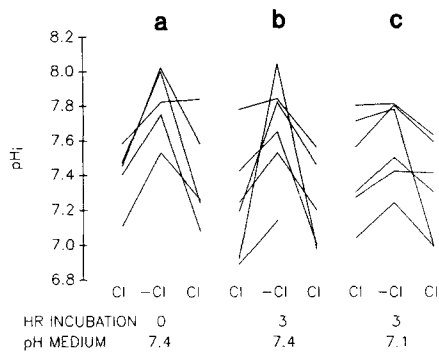 a b c
8.2
8.0
7.8
7.6
7.4
7.2
7.0
6.8
pHi
Cl −Cl Cl Cl −Cl Cl Cl −Cl Cl
HR INCUBATION 0 3 3
pH MEDIUM 7.4 7.4 7.1